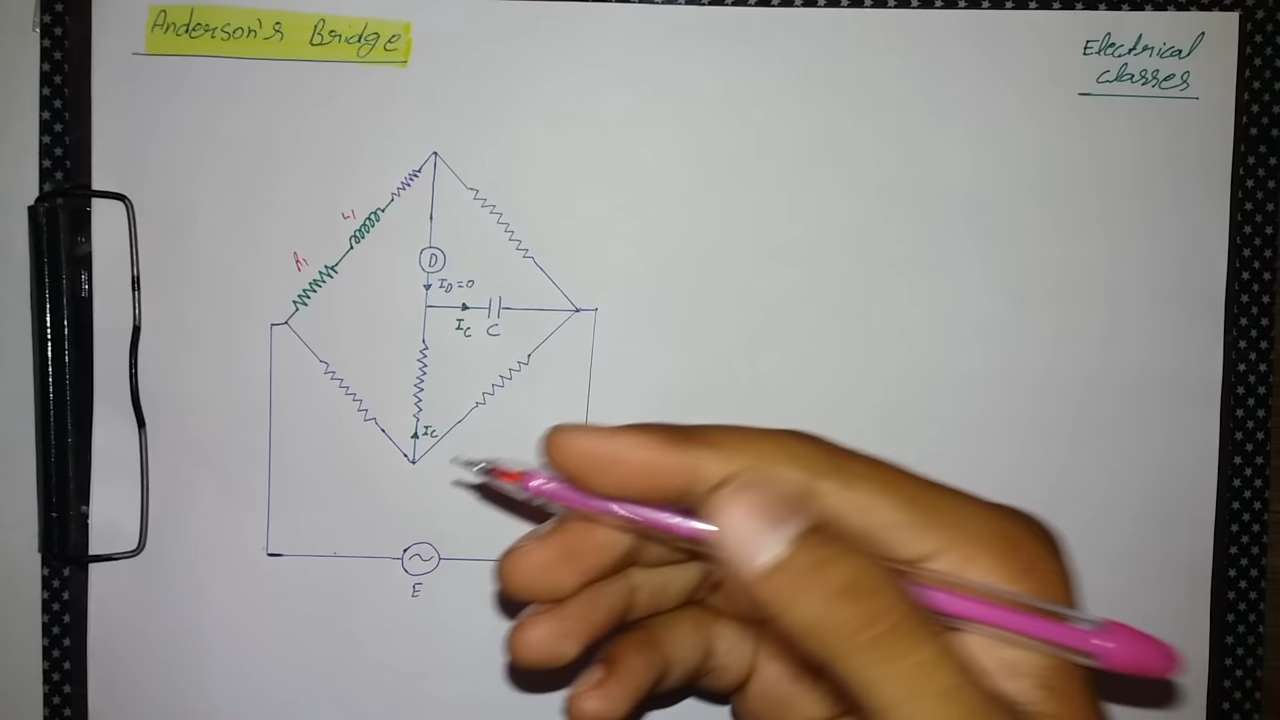 Anderson's Bridge
Electrical
classes
L1
R1
D
ID=0
IC
C
IC
E